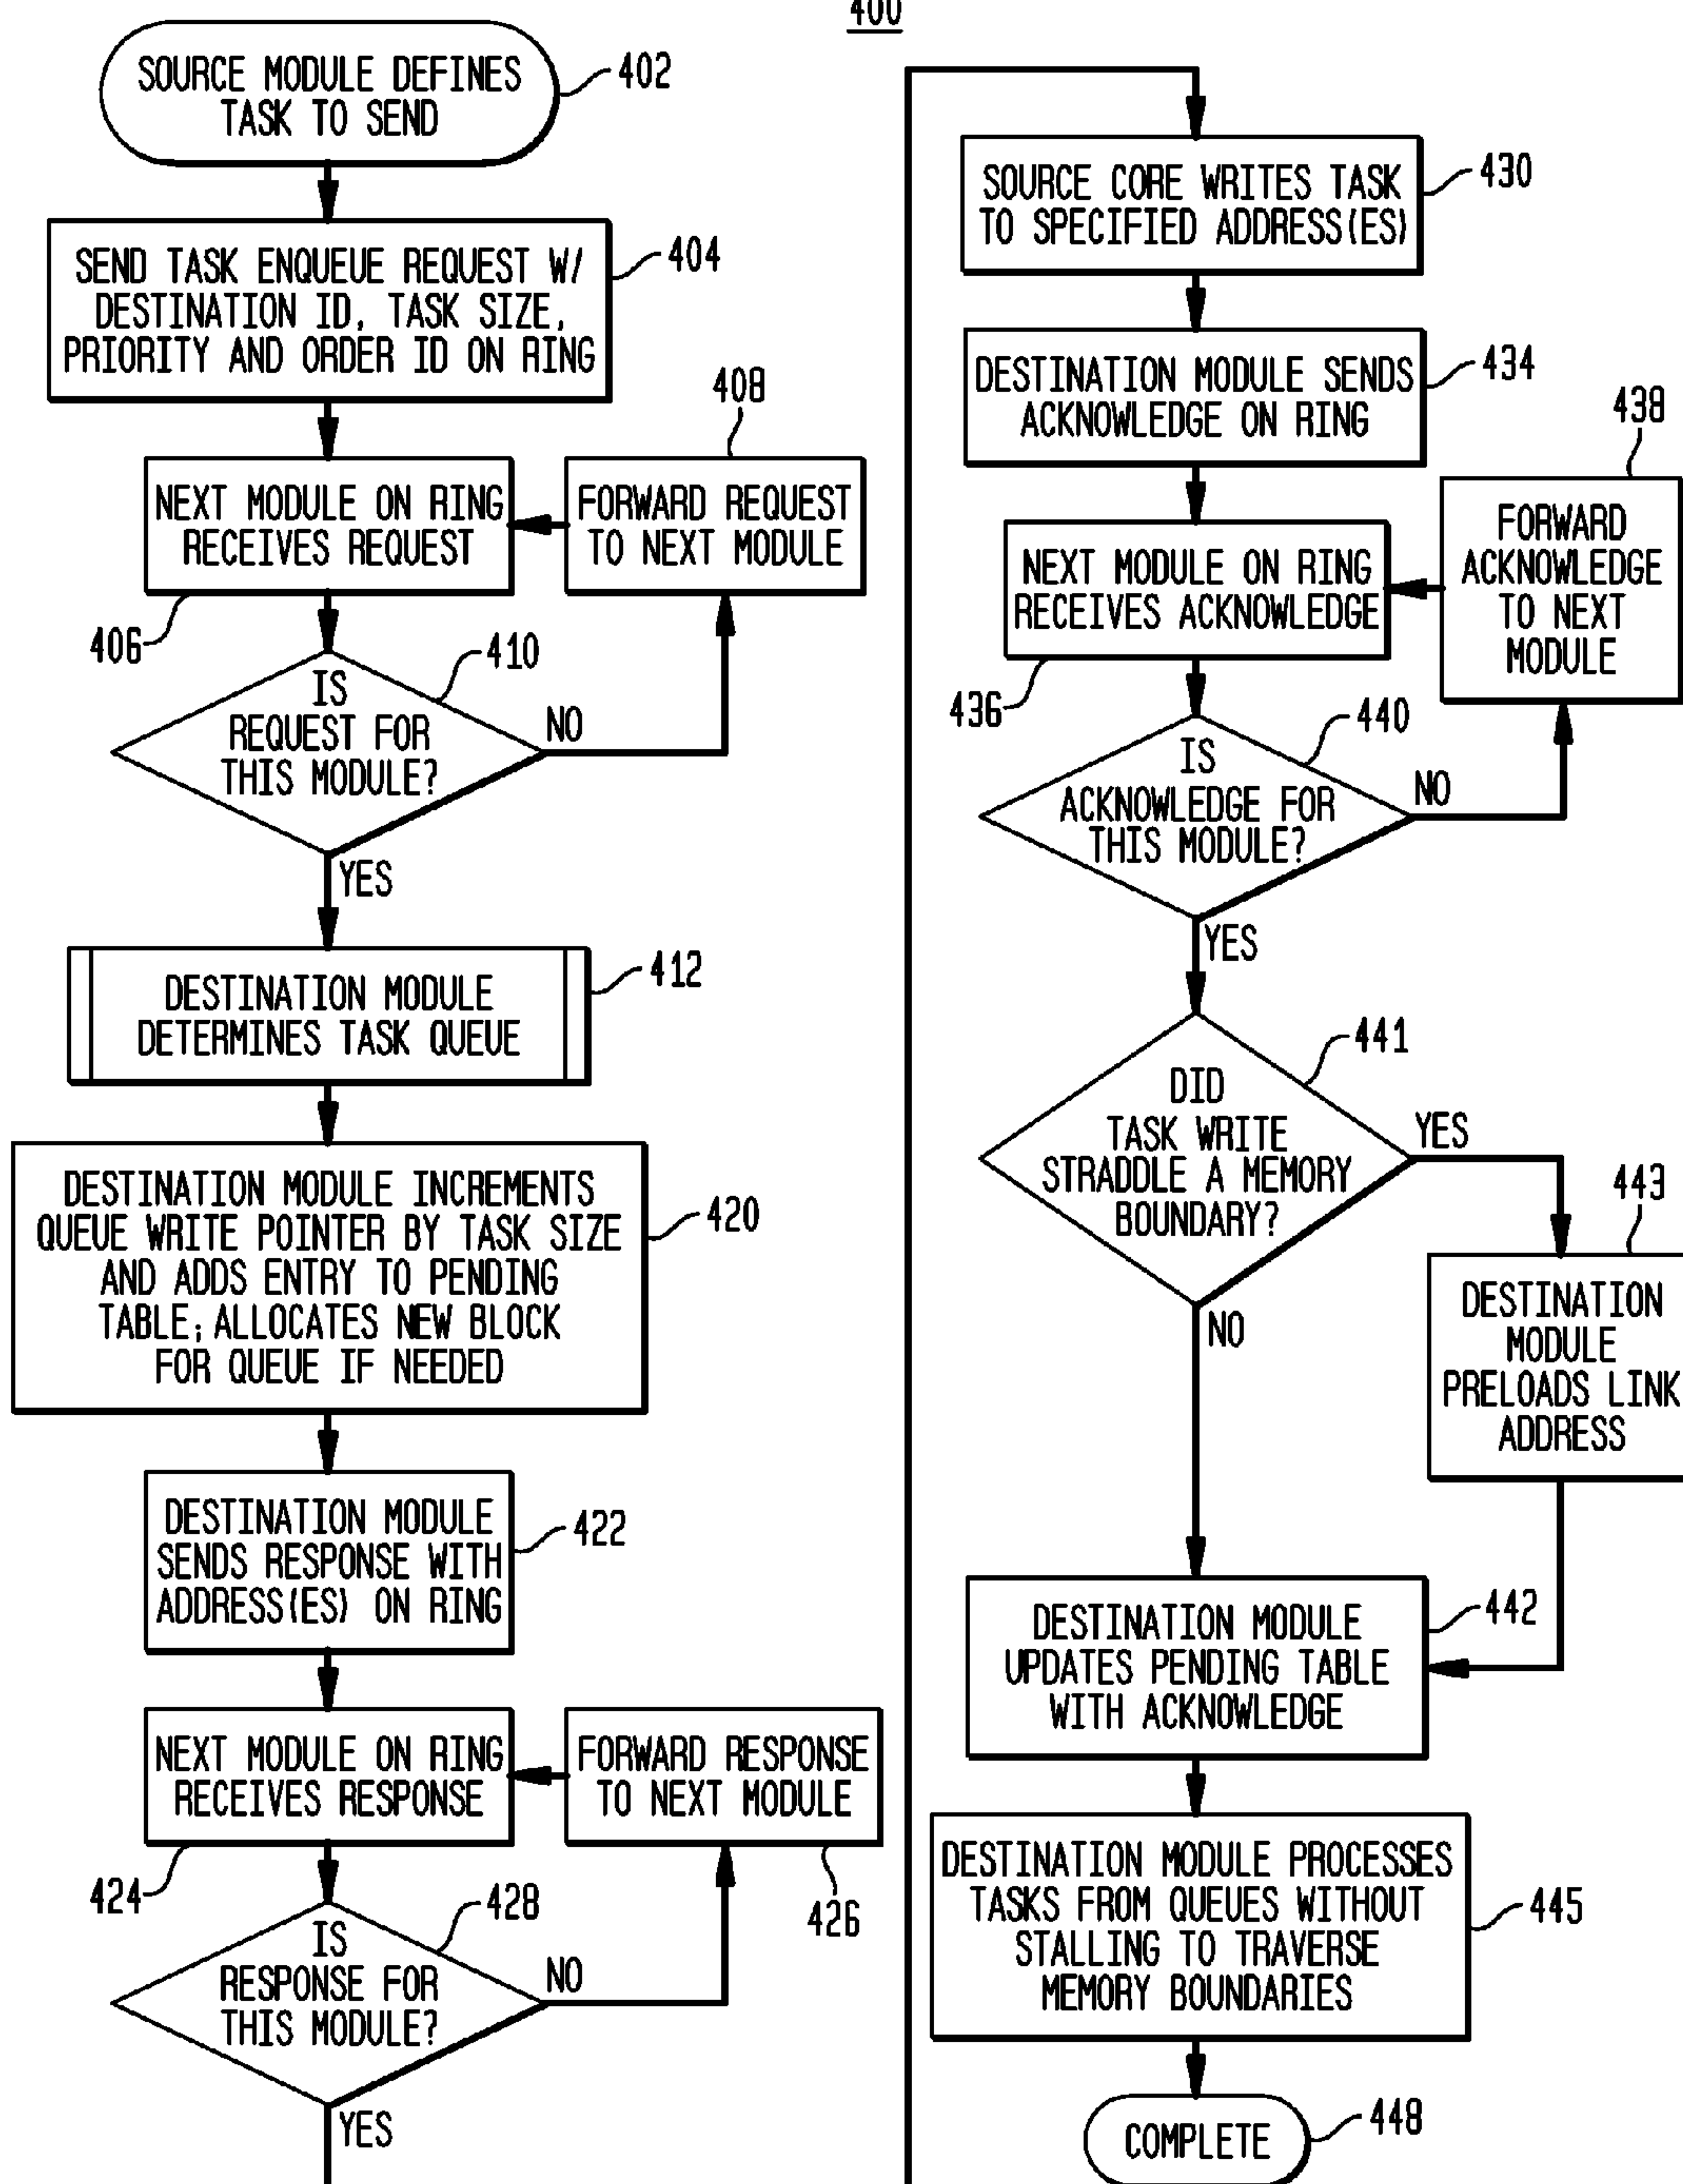 400
SOURCE MODULE DEFINES
TASK TO SEND
402
SEND TASK ENQUEUE REQUEST W/
DESTINATION ID, TASK SIZE,
PRIORITY AND ORDER ID ON RING
404
NEXT MODULE ON RING
RECEIVES REQUEST
406
FORWARD REQUEST
TO NEXT MODULE
408
IS
REQUEST FOR
THIS MODULE?
410
NO
YES
DESTINATION MODULE
DETERMINES TASK QUEUE
412
DESTINATION MODULE INCREMENTS
QUEUE WRITE POINTER BY TASK SIZE
AND ADDS ENTRY TO PENDING
TABLE; ALLOCATES NEW BLOCK
FOR QUEUE IF NEEDED
420
DESTINATION MODULE
SENDS RESPONSE WITH
ADDRESS(ES) ON RING
422
NEXT MODULE ON RING
RECEIVES RESPONSE
424
FORWARD RESPONSE
TO NEXT MODULE
426
IS
RESPONSE FOR
THIS MODULE?
428
NO
YES
SOURCE CORE WRITES TASK
TO SPECIFIED ADDRESS(ES)
430
DESTINATION MODULE SENDS
ACKNOWLEDGE ON RING
434
NEXT MODULE ON RING
RECEIVES ACKNOWLEDGE
436
FORWARD
ACKNOWLEDGE
TO NEXT
MODULE
438
IS
ACKNOWLEDGE FOR
THIS MODULE?
440
NO
YES
DID
TASK WRITE
STRADDLE A MEMORY
BOUNDARY?
441
YES
NO
DESTINATION
MODULE
PRELOADS LINK
ADDRESS
443
DESTINATION MODULE
UPDATES PENDING TABLE
WITH ACKNOWLEDGE
442
DESTINATION MODULE PROCESSES
TASKS FROM QUEUES WITHOUT
STALLING TO TRAVERSE
MEMORY BOUNDARIES
445
COMPLETE
448